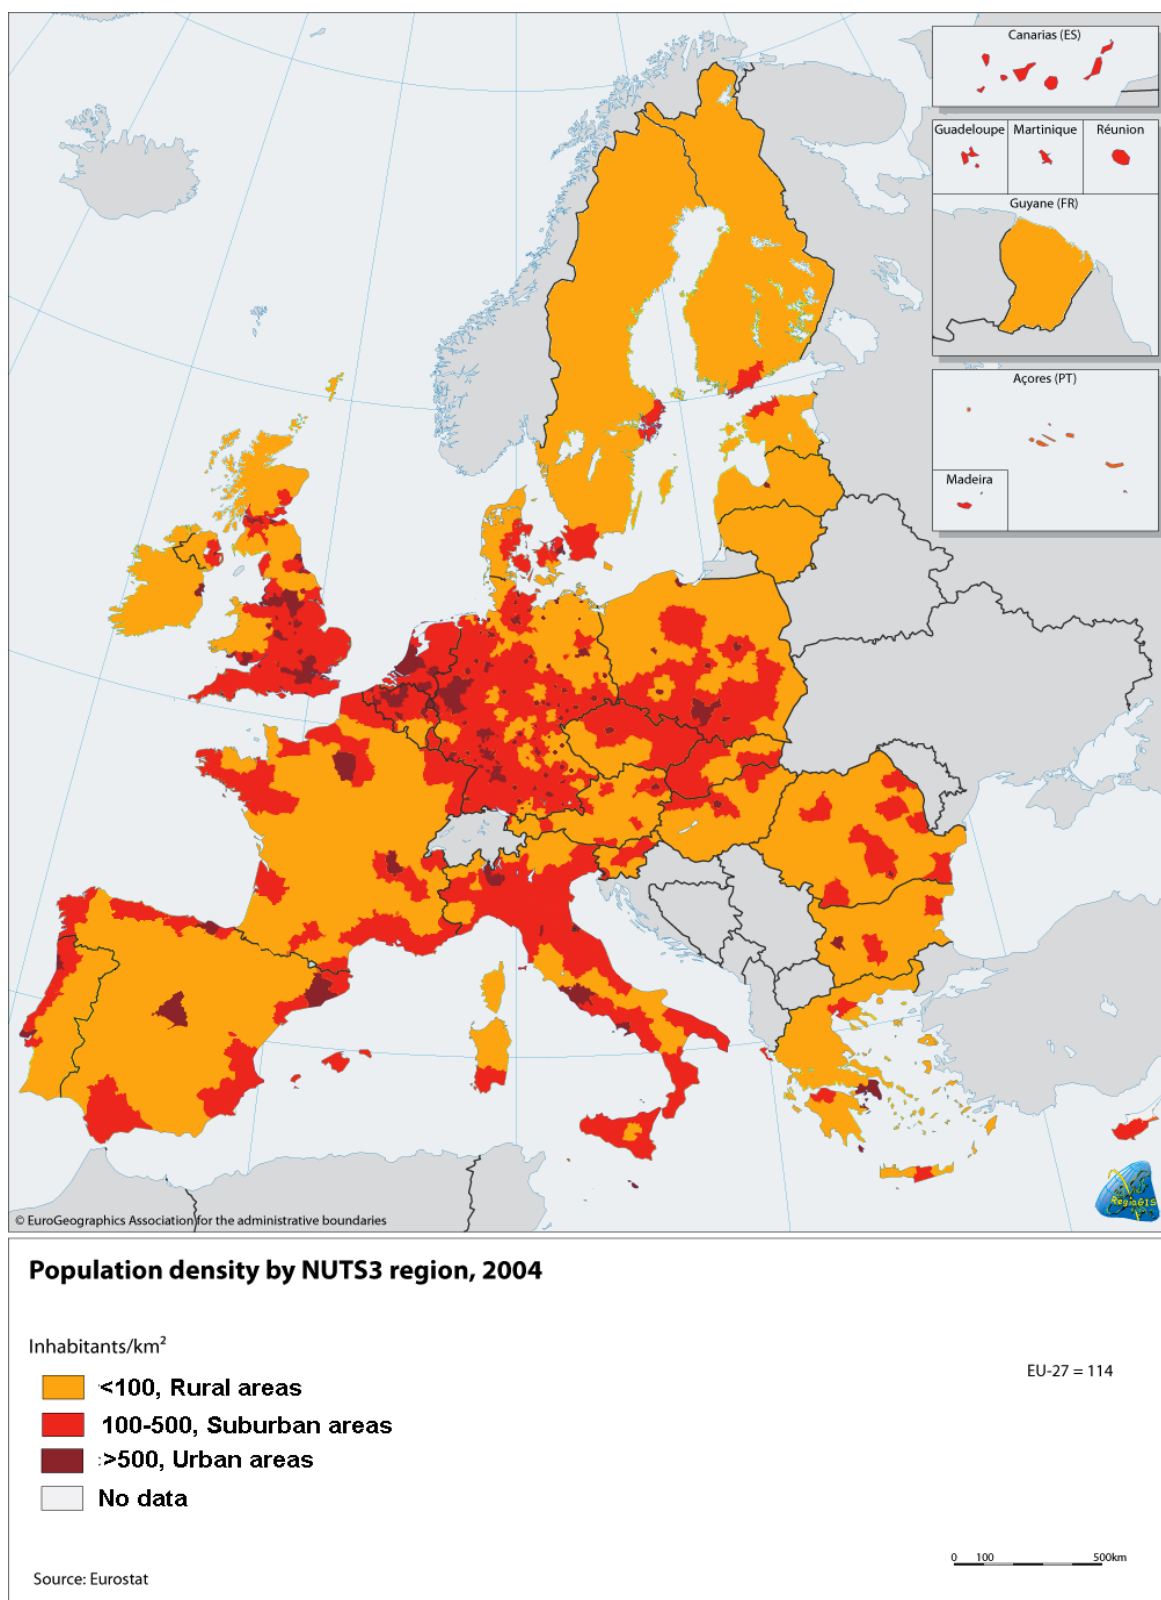 Canarias (ES)
Guadeloupe
Martinique
Réunion
Guyane (FR)
Açores (PT)
Madeira
RegioGIS
© EuroGeographics Association for the administrative boundaries
Population density by NUTS3 region, 2004
Inhabitants/km²
EU-27 = 114
<100, Rural areas
100-500, Suburban areas
:>500, Urban areas
No data
0 100 500km
Source: Eurostat